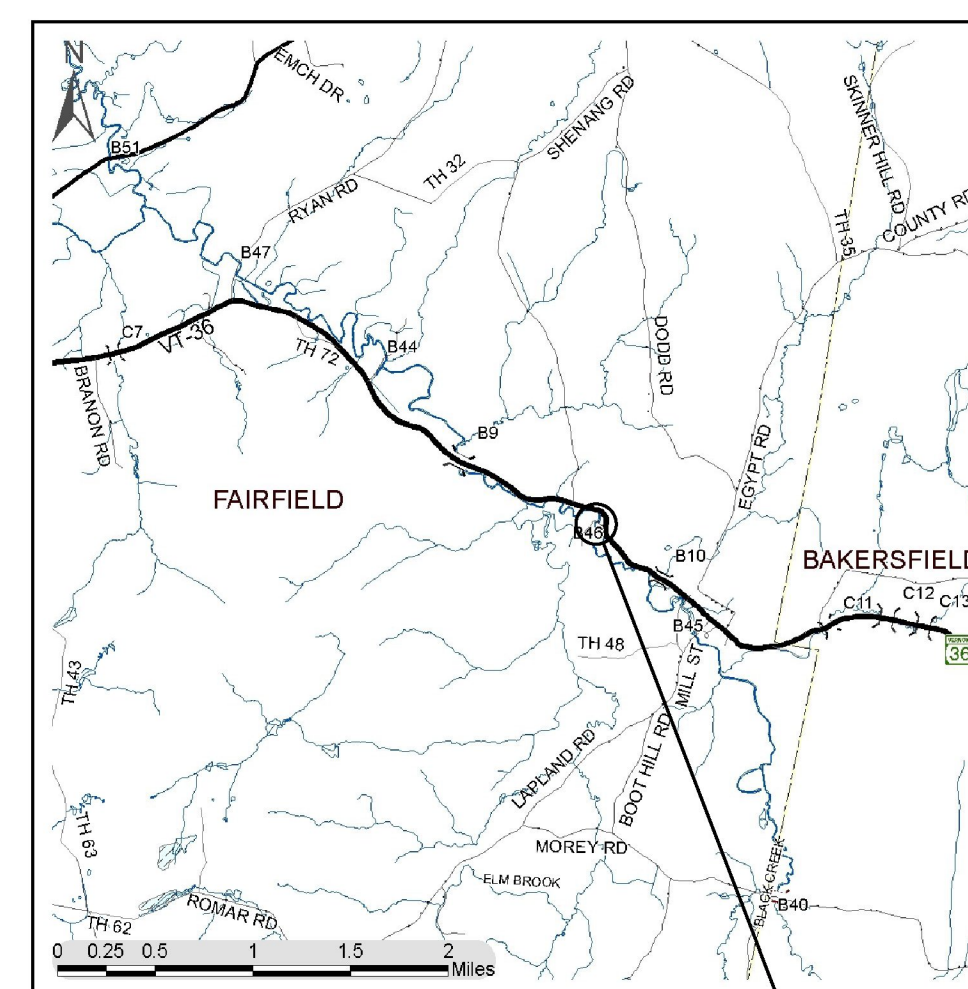 N
EMCH DR
B51
SHENANG RD
SKINNER HILL RD
TH 32
RYAN RD
TH 35
COUNTY RD
B47
C7
VT-36
TH 72
B44
DODD RD
BRANON RD
B9
EGYPT RD
FAIRFIELD
B46
B10
BAKERSFIELD
C11
C12
C13
B45
TH 48
VERMONT
36
MILL ST
TH 43
BOOT HILL RD
LAPLAND RD
TH 63
MOREY RD
ELM BROOK
BLACK CREEK
B40
ROMAR RD
TH 62
0 0.25 0.5 1 1.5 2
Miles